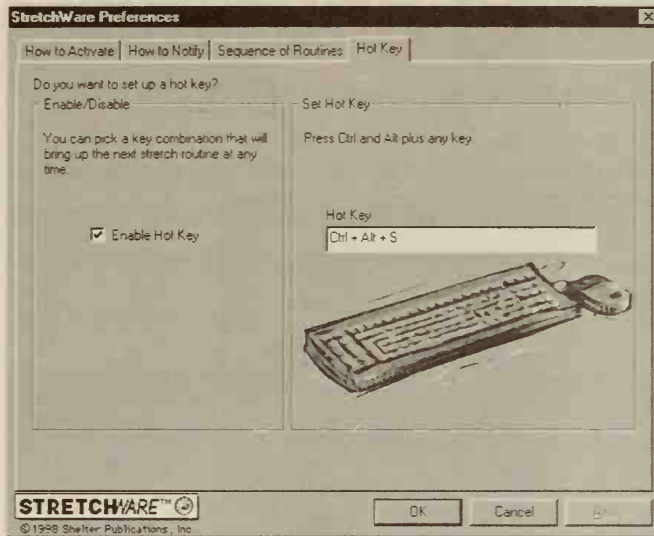 StretchWare Preferences
How to Activate
How to Notify
Sequence of Routines
Hot Key
Do you want to set up a hot key?
Enable/Disable
You can pick a key combination that will
bring up the next stretch routine at any
time.
Enable Hot Key
Set Hot Key
Press Ctrl and Alt plus any key.
Hot Key
Ctrl + Alt + S
STRETCHWARE™
©1998 Shelter Publications, Inc.
OK
Cancel